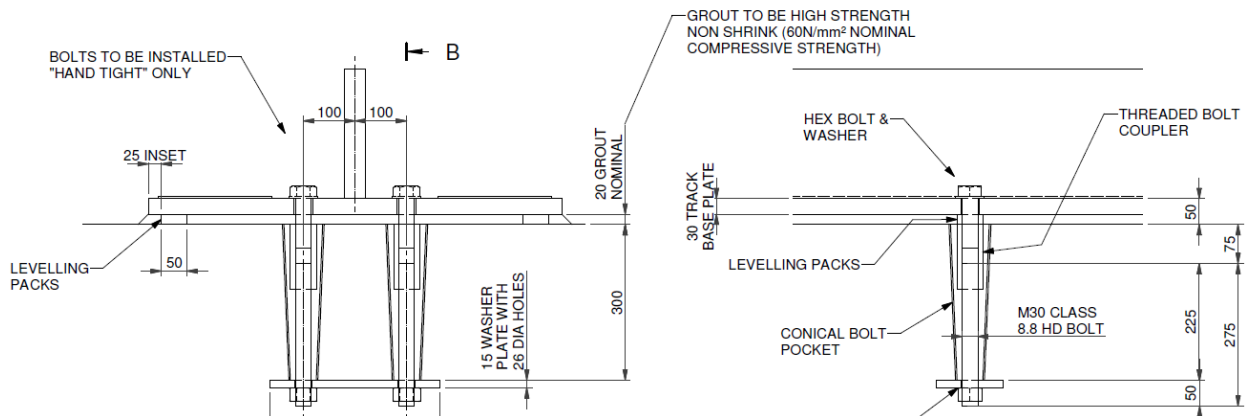 GROUT TO BE HIGH STRENGTH
NON SHRINK (60N/mm² NOMINAL
COMPRESSIVE STRENGTH)
B
BOLTS TO BE INSTALLED
"HAND TIGHT" ONLY
100
100
25 INSET
20 GROUT
NOMINAL
LEVELLING
PACKS
50
300
15 WASHER
PLATE WITH
26 DIA HOLES
HEX BOLT &
WASHER
THREADED BOLT
COUPLER
30 TRACK
BASE PLATE
50
75
LEVELLING PACKS
M30 CLASS
8.8 HD BOLT
CONICAL BOLT
POCKET
225
275
50